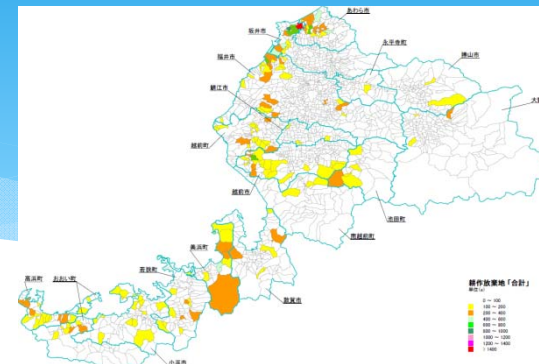 あわら市
坂井市
永平寺町
勝山市
福井市
鯖江市
大野
越前町
越前市
池田町
南越前町
美浜町
若狭町
おおい町
高浜町
敦賀市
小浜市
耕作放棄地「合計」
単位(a)
0 ～ 100
100 ～ 200
200 ～ 400
400 ～ 600
600 ～ 800
800 ～ 1000
1000 ～ 1200
1200 ～ 1400